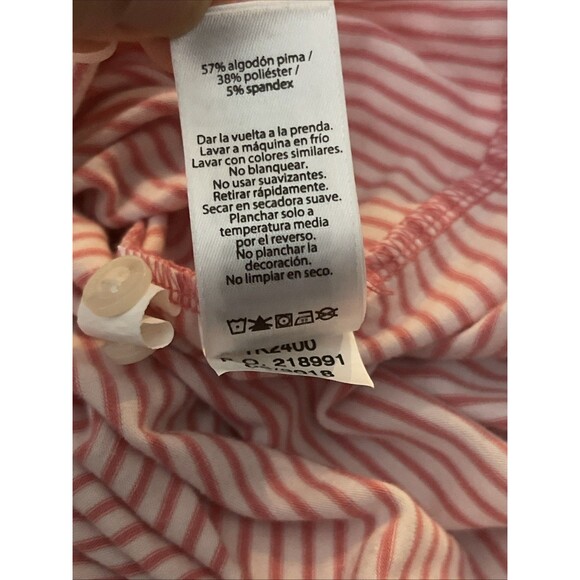 57% algodón pima /
38% poliéster /
5% spandex
Dar la vuelta a la prenda.
Lavar a máquina en frío
Lavar con colores similares.
No blanquear.
No usar suavizantes.
Retirar rápidamente.
Secar en secadora suave.
Planchar solo a
temperatura media
por el reverso.
No planchar la
decoración.
No limpiar en seco.
218991